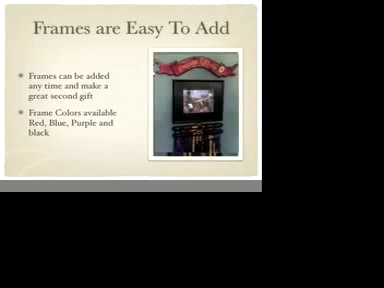 Frames are Easy To Add
Frames can be added
any time and make a
great second gift
Frame Colors available
Red, Blue, Purple and
black